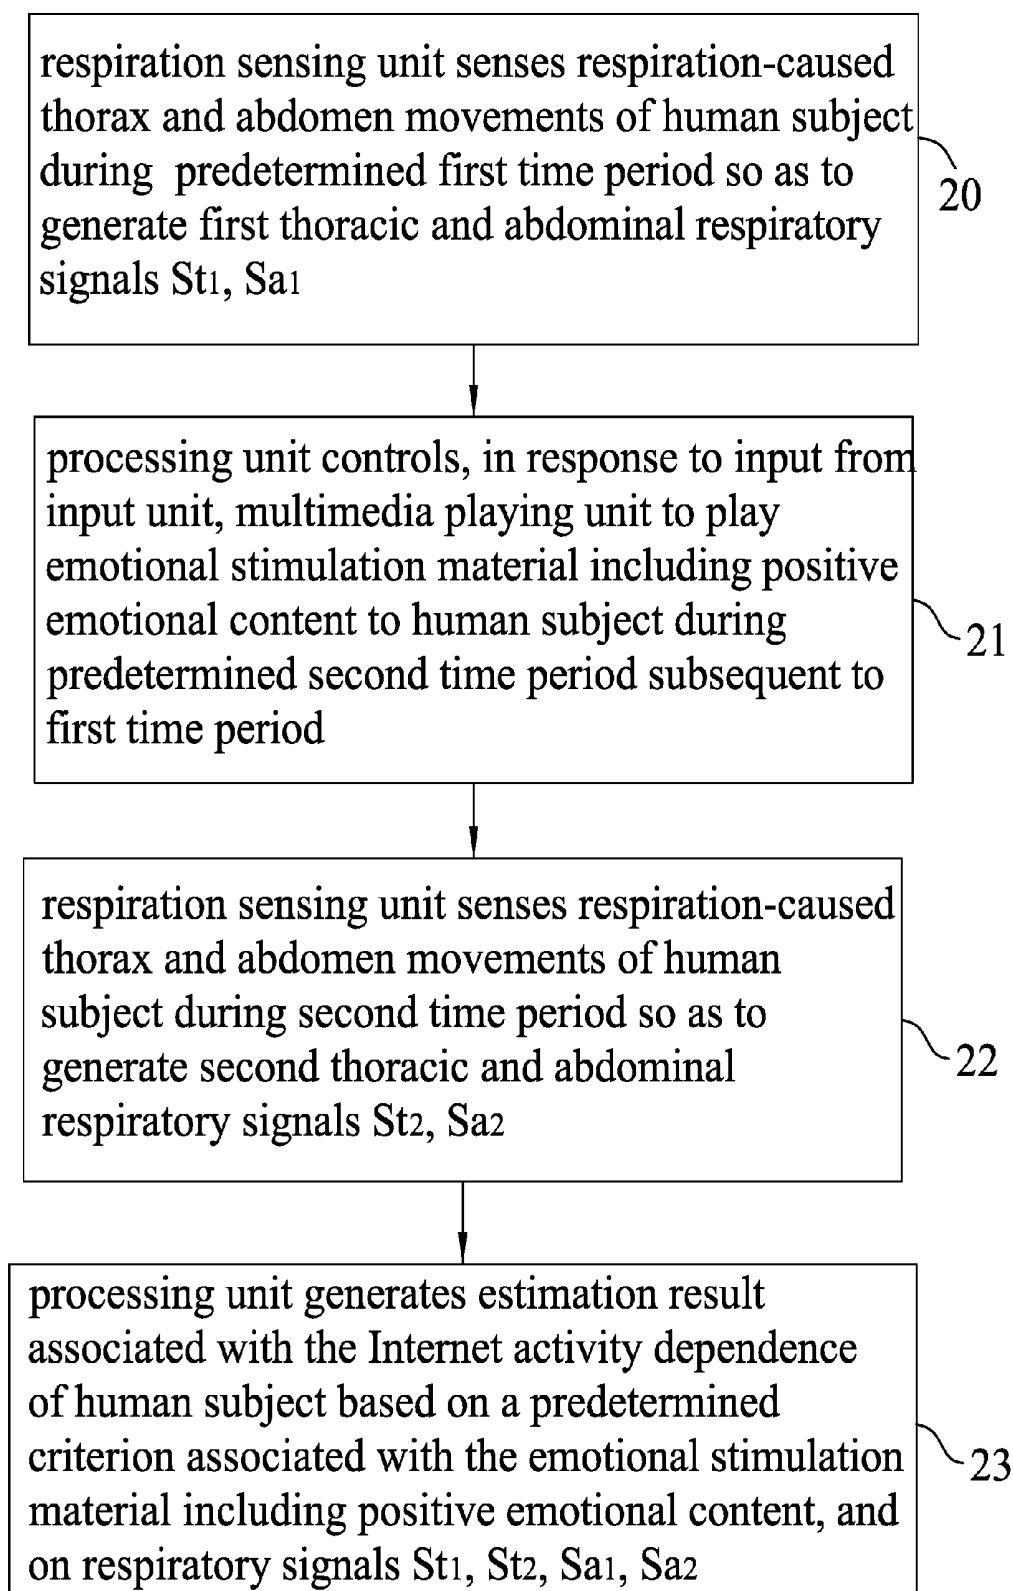 respiration sensing unit senses respiration-caused
thorax and abdomen movements of human subject
during predetermined first time period so as to
generate first thoracic and abdominal respiratory
signals St1, Sa1
20
processing unit controls, in response to input from
input unit, multimedia playing unit to play
emotional stimulation material including positive
emotional content to human subject during
predetermined second time period subsequent to
first time period
21
respiration sensing unit senses respiration-caused
thorax and abdomen movements of human
subject during second time period so as to
generate second thoracic and abdominal
respiratory signals St2, Sa2
22
processing unit generates estimation result
associated with the Internet activity dependence
of human subject based on a predetermined
criterion associated with the emotional stimulation
material including positive emotional content, and
on respiratory signals St1, St2, Sa1, Sa2
23